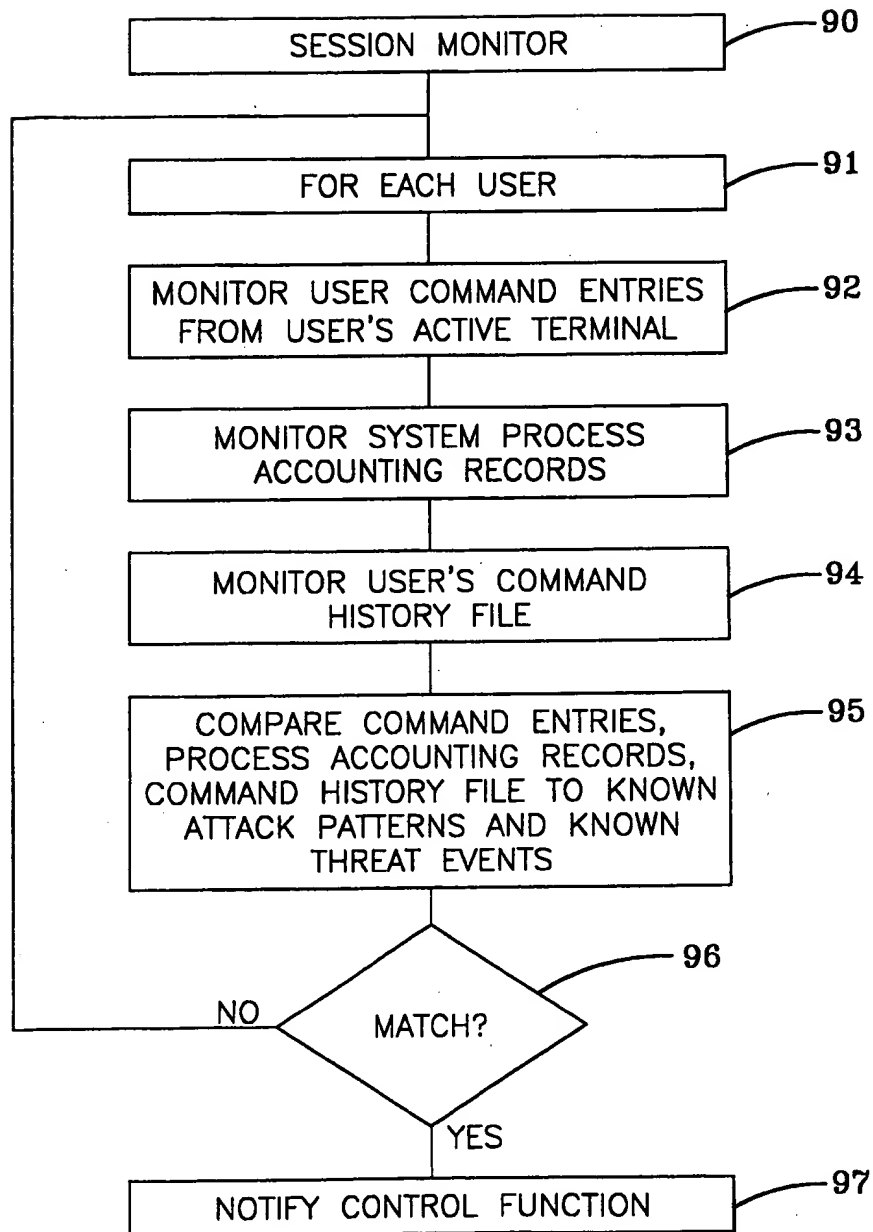 SESSION MONITOR
90
FOR EACH USER
91
MONITOR USER COMMAND ENTRIES
FROM USER'S ACTIVE TERMINAL
92
MONITOR SYSTEM PROCESS
ACCOUNTING RECORDS
93
MONITOR USER'S COMMAND
HISTORY FILE
94
COMPARE COMMAND ENTRIES,
PROCESS ACCOUNTING RECORDS,
COMMAND HISTORY FILE TO KNOWN
ATTACK PATTERNS AND KNOWN
THREAT EVENTS
95
MATCH?
96
NO
YES
NOTIFY CONTROL FUNCTION
97